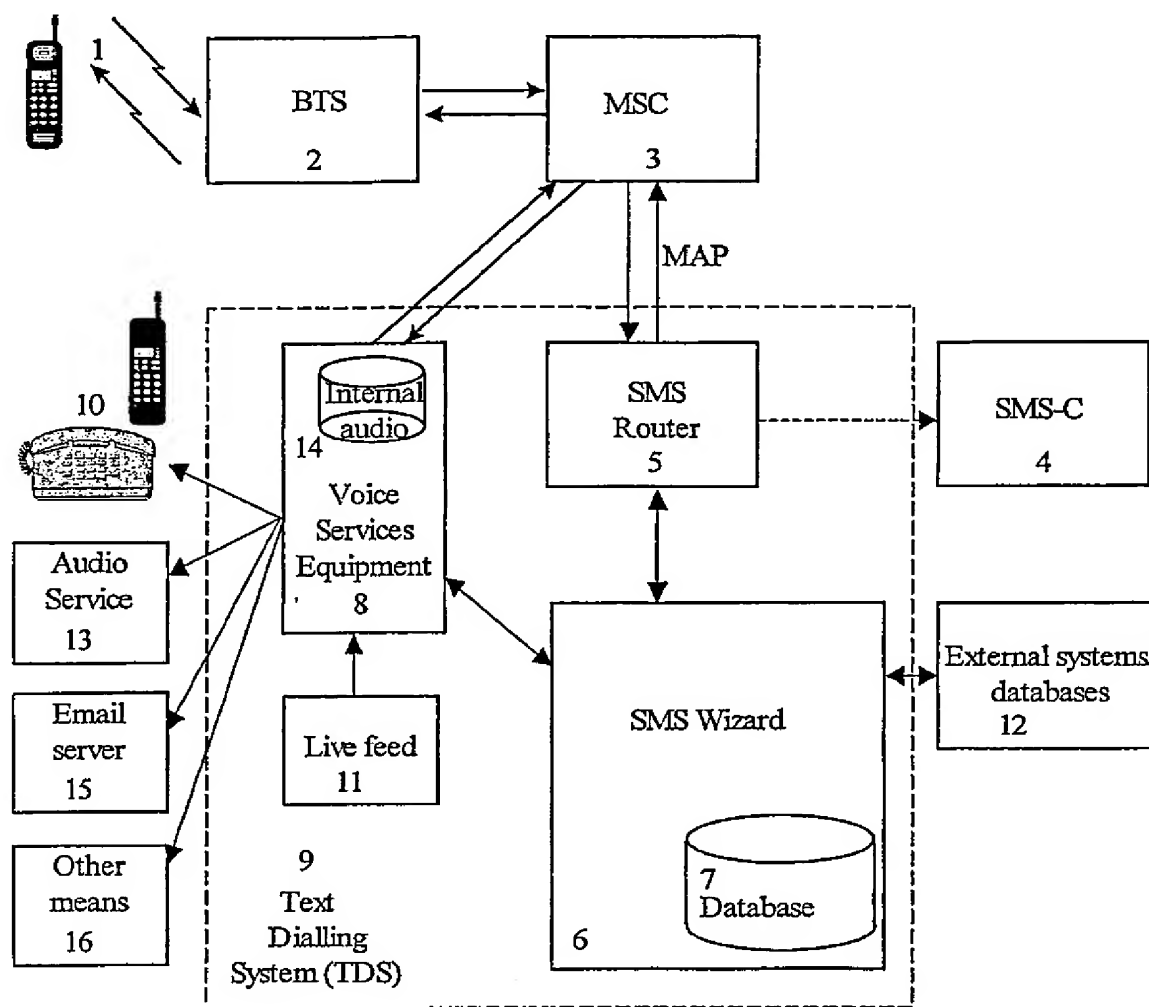 1
BTS
2
MSC
3
MAP
10
Internal
audio
14
Voice
Services
Equipment
8
SMS
Router
5
SMS-C
4
Audio
Service
13
Email
server
15
Other
means
16
Live feed
11
9
Text
Dialling
System (TDS)
SMS Wizard
7
Database
6
External systems
databases
12